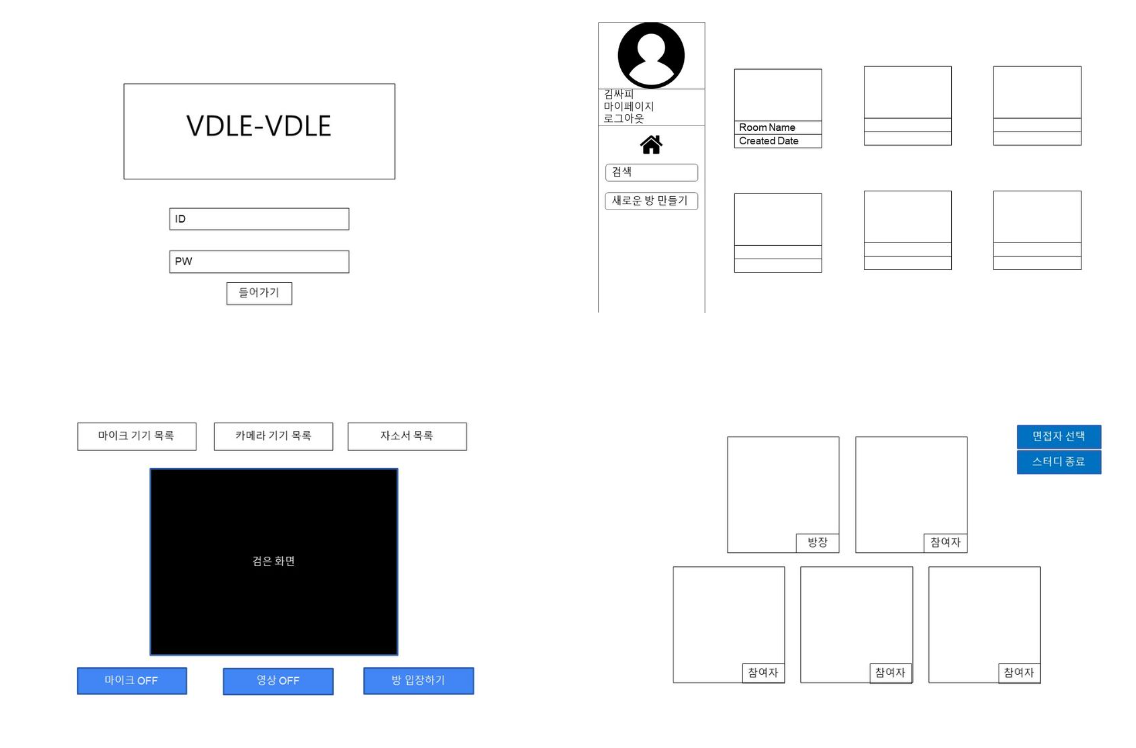 VDLE-VDLE
ID
PW
들어가기
김싸피
마이페이지
로그아웃
검색
새로운 방 만들기
Room Name
Created Date
마이크 기기 목록
카메라 기기 목록
자소서 목록
검은 화면
마이크 OFF
영상 OFF
방 입장하기
면접자 선택
스터디 종료
방장
참여자
참여자
참여자
참여자